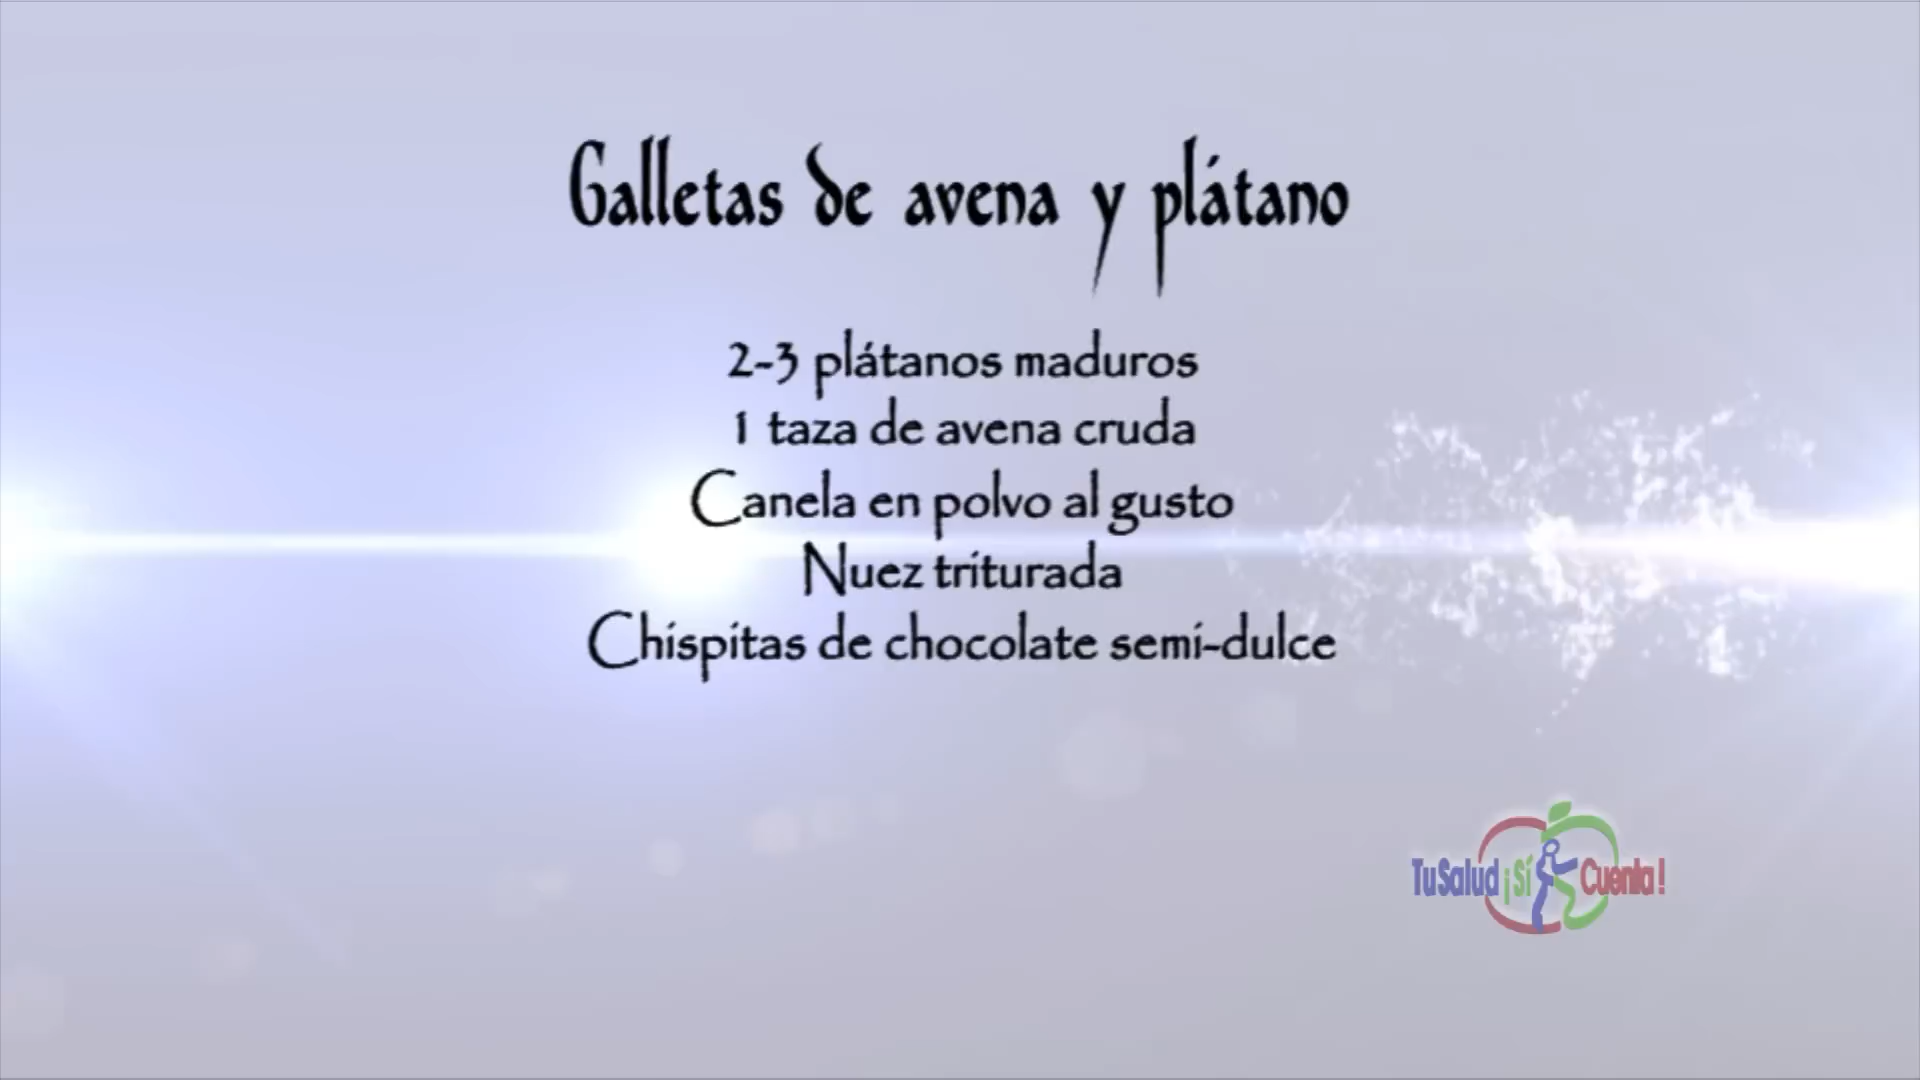 Galletas de avena y plátano
2-3 plátanos maduros
1 taza de avena cruda
Canela en polvo al gusto
Nuez triturada
Chispitas de chocolate semi-dulce
TuSalud ¡Sí Cuenta!